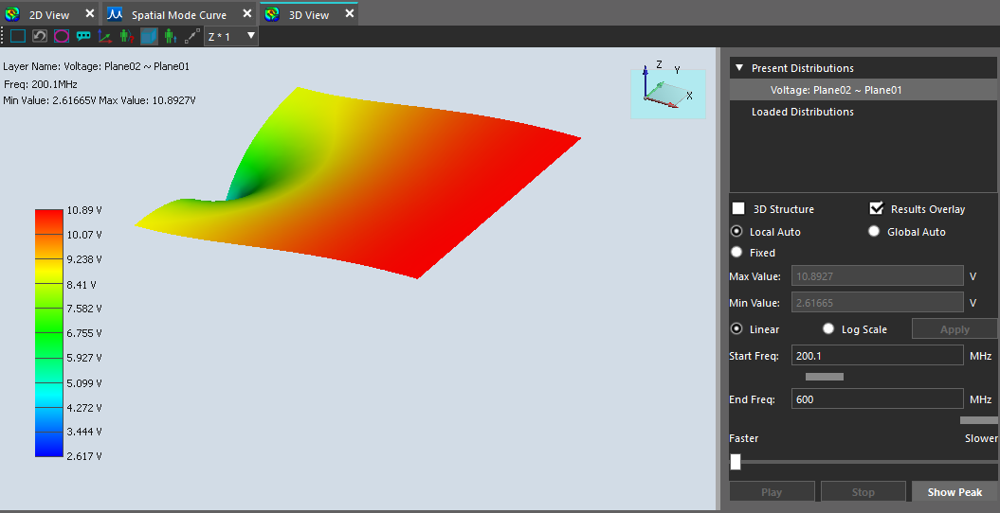 2D View
Spatial Mode Curve
3D View
Z * 1
Layer Name: Voltage: Plane02 ~ Plane01
Freq: 200.1MHz
Min Value: 2.61665V Max Value: 10.8927V
Z
Y
X
10.89 V
10.07 V
9.238 V
8.41 V
7.582 V
6.755 V
5.927 V
5.099 V
4.272 V
3.444 V
2.617 V
Present Distributions
Voltage: Plane02 ~ Plane01
Loaded Distributions
3D Structure Results Overlay
Local Auto Global Auto
Fixed
Max Value: 10.8927 V
Min Value: 2.61665 V
Linear Log Scale Apply
Start Freq: 200.1 MHz
End Freq: 600 MHz
Faster Slower
Play Stop Show Peak